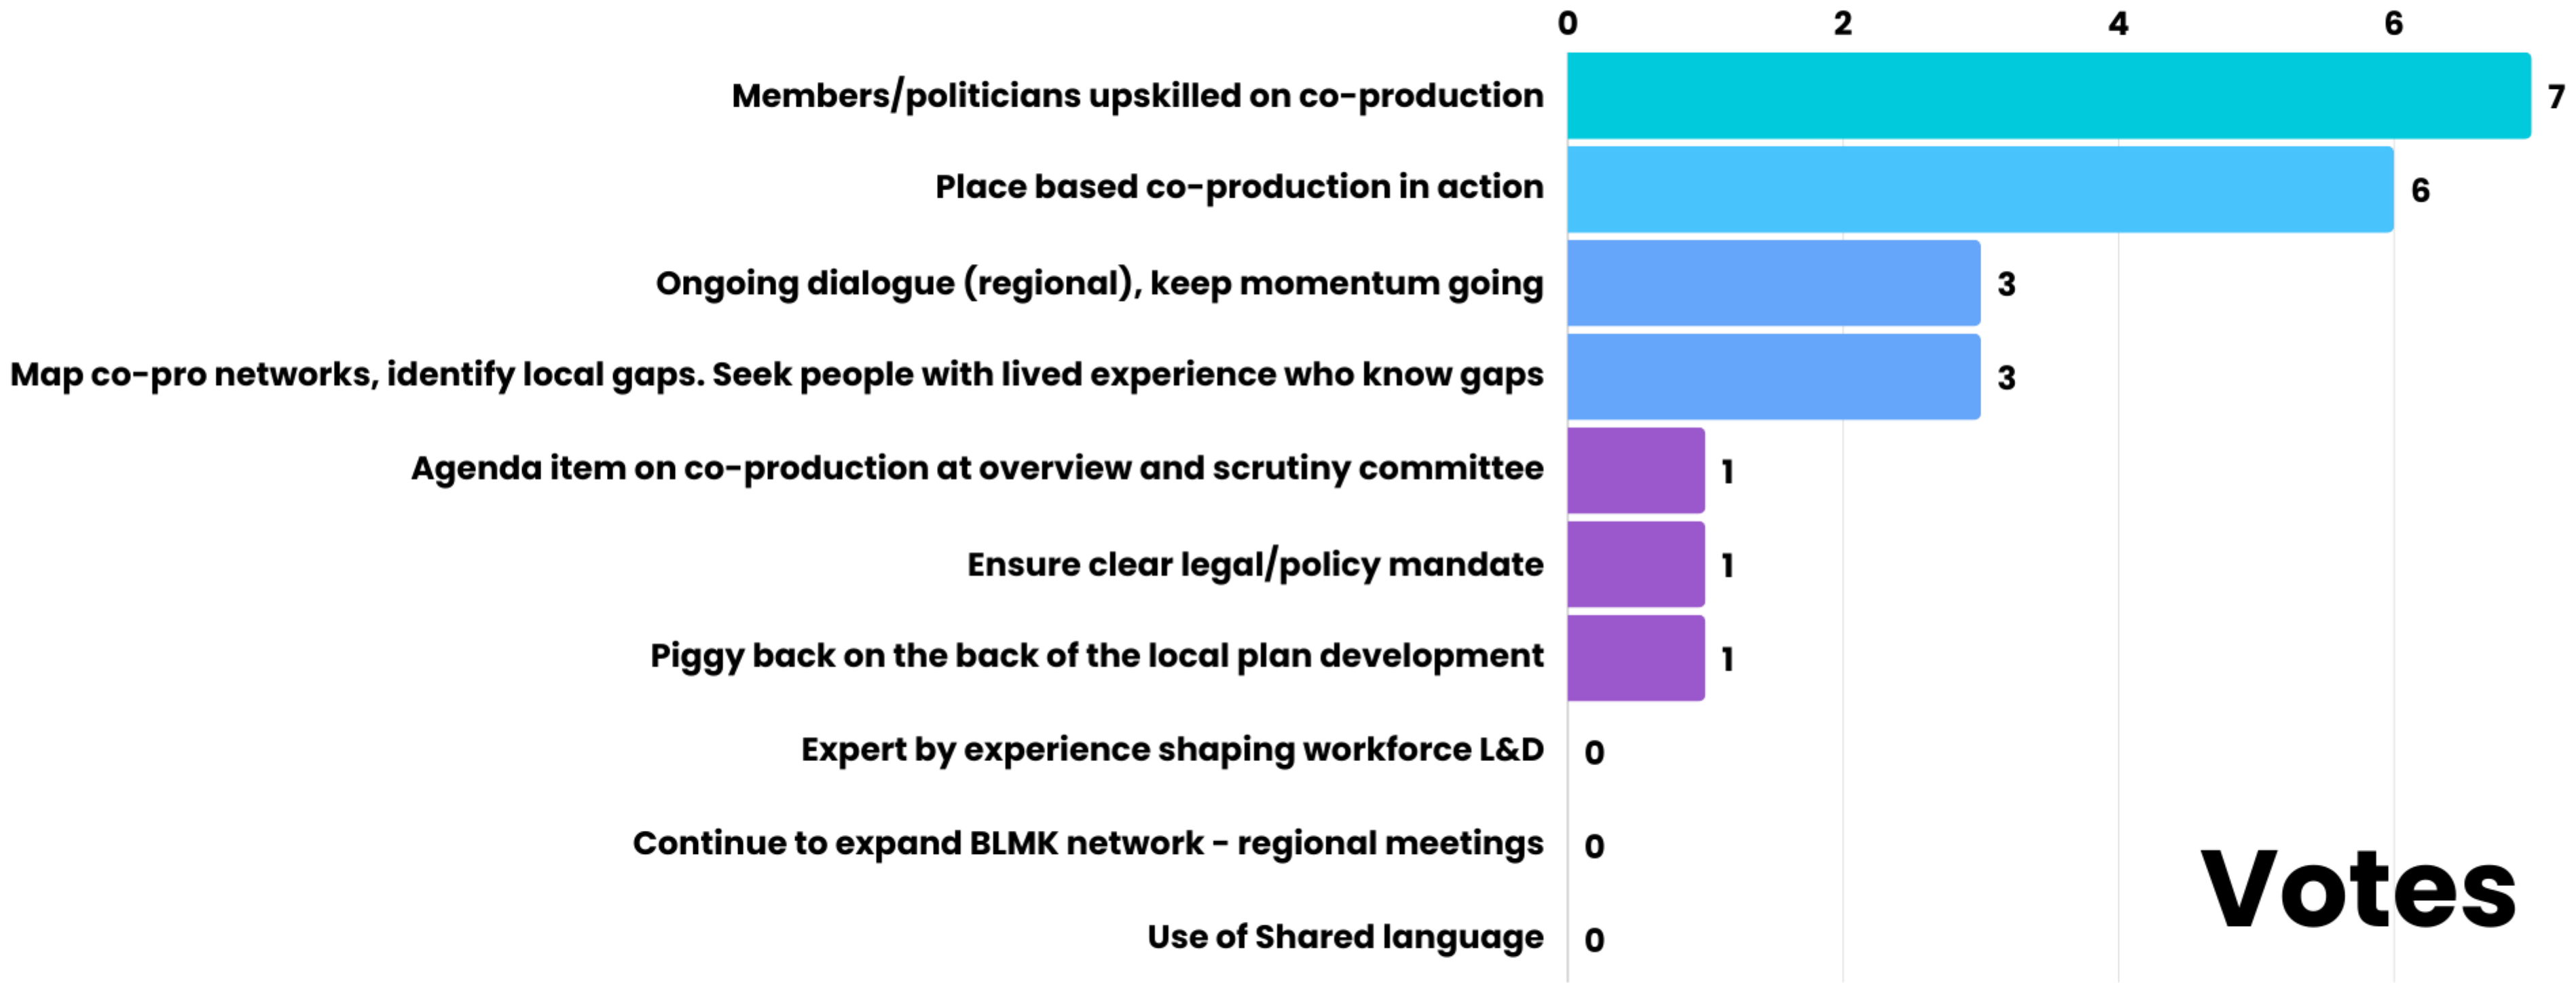 0 2 4 6
Members/politicians upskilled on co-production 7
Place based co-production in action 6
Ongoing dialogue (regional), keep momentum going 3
Map co-pro networks, identify local gaps. Seek people with lived experience who know gaps 3
Agenda item on co-production at overview and scrutiny committee 1
Ensure clear legal/policy mandate 1
Piggy back on the back of the local plan development 1
Expert by experience shaping workforce L&D 0
Continue to expand BLMK network - regional meetings 0
Use of Shared language 0
Votes